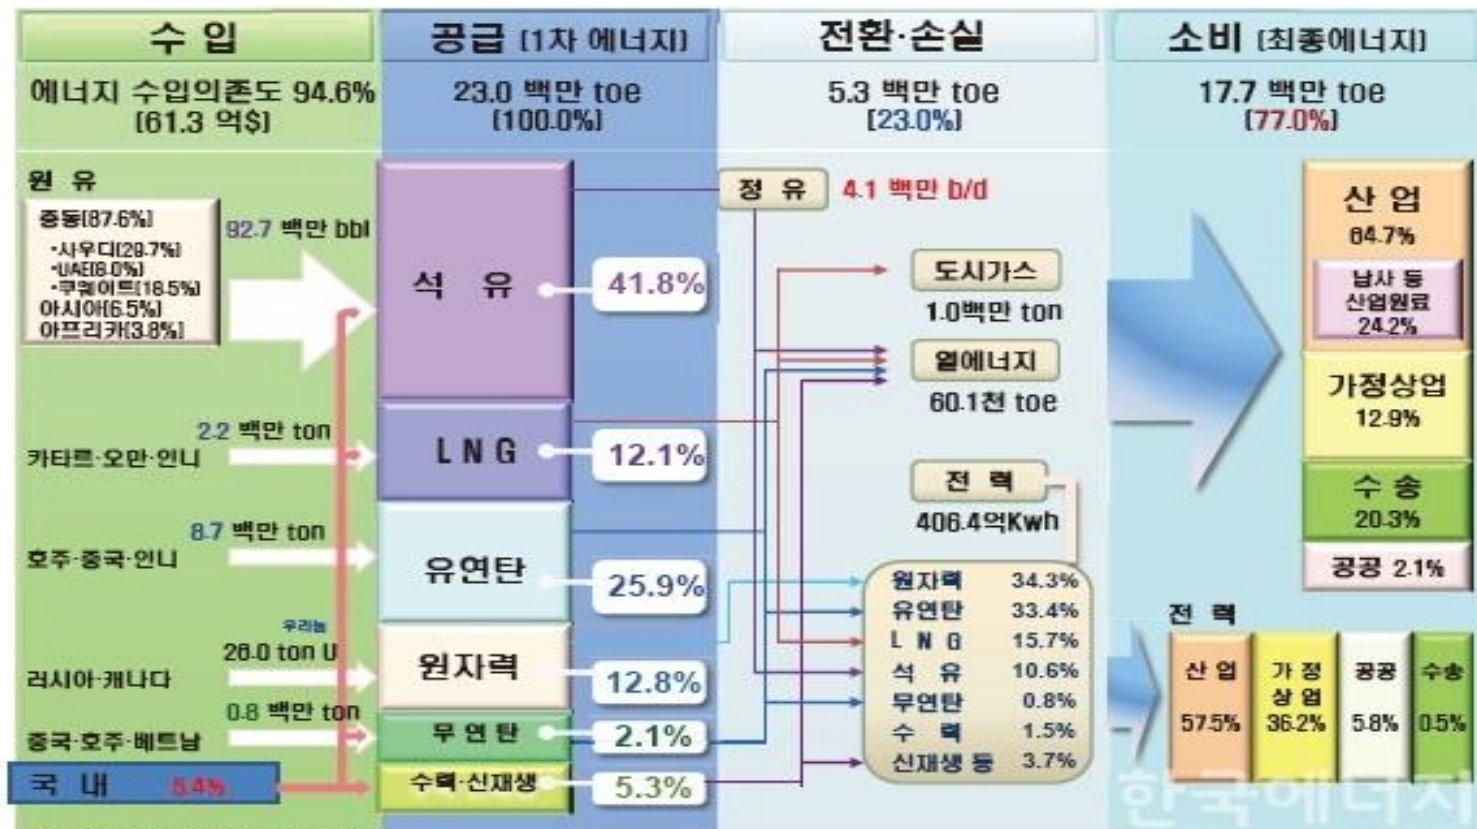 수 입
에너지 수입의존도 94.6%
(61.3 억$)
원 유
중동(87.6%)
·사우디(29.7%)
·UAE(8.0%)
·쿠웨이트(18.5%)
아시아(6.5%)
아프리카(3.8%)
92.7 백만 bbl
2.2 백만 ton
카타르·오만·인니
8.7 백만 ton
호주·중국·인니
우라늄
26.0 ton U
러시아·캐나다
0.8 백만 ton
중국·호주·베트남
국 내 5.4%
공급 (1차 에너지)
23.0 백만 toe
(100.0%)
석 유 41.8%
L N G 12.1%
유연탄 25.9%
원자력 12.8%
무연탄 2.1%
수력·신재생 5.3%
전환·손실
5.3 백만 toe
(23.0%)
정 유 4.1 백만 b/d
도시가스
1.0백만 ton
열에너지
60.1천 toe
전 력
406.4억Kwh
원자력 34.3%
유연탄 33.4%
L N G 15.7%
석 유 10.6%
무연탄 0.8%
수 력 1.5%
신재생 등 3.7%
소비 (최종에너지)
17.7 백만 toe
(77.0%)
산 업
64.7%
납사 등
산업원료
24.2%
가정상업
12.9%
수 송
20.3%
공공 2.1%
전 력
산 업
57.5%
가 정
상 업
36.2%
공공
5.8%
수송
0.5%
한국에너지